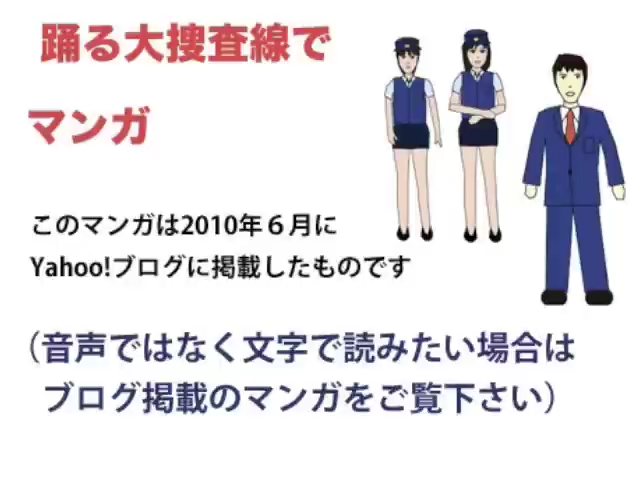 踊る大捜査線で
マンガ
このマンガは2010年６月に
Yahoo!ブログに掲載したものです
（音声ではなく文字で読みたい場合は
ブログ掲載のマンガをご覧下さい）